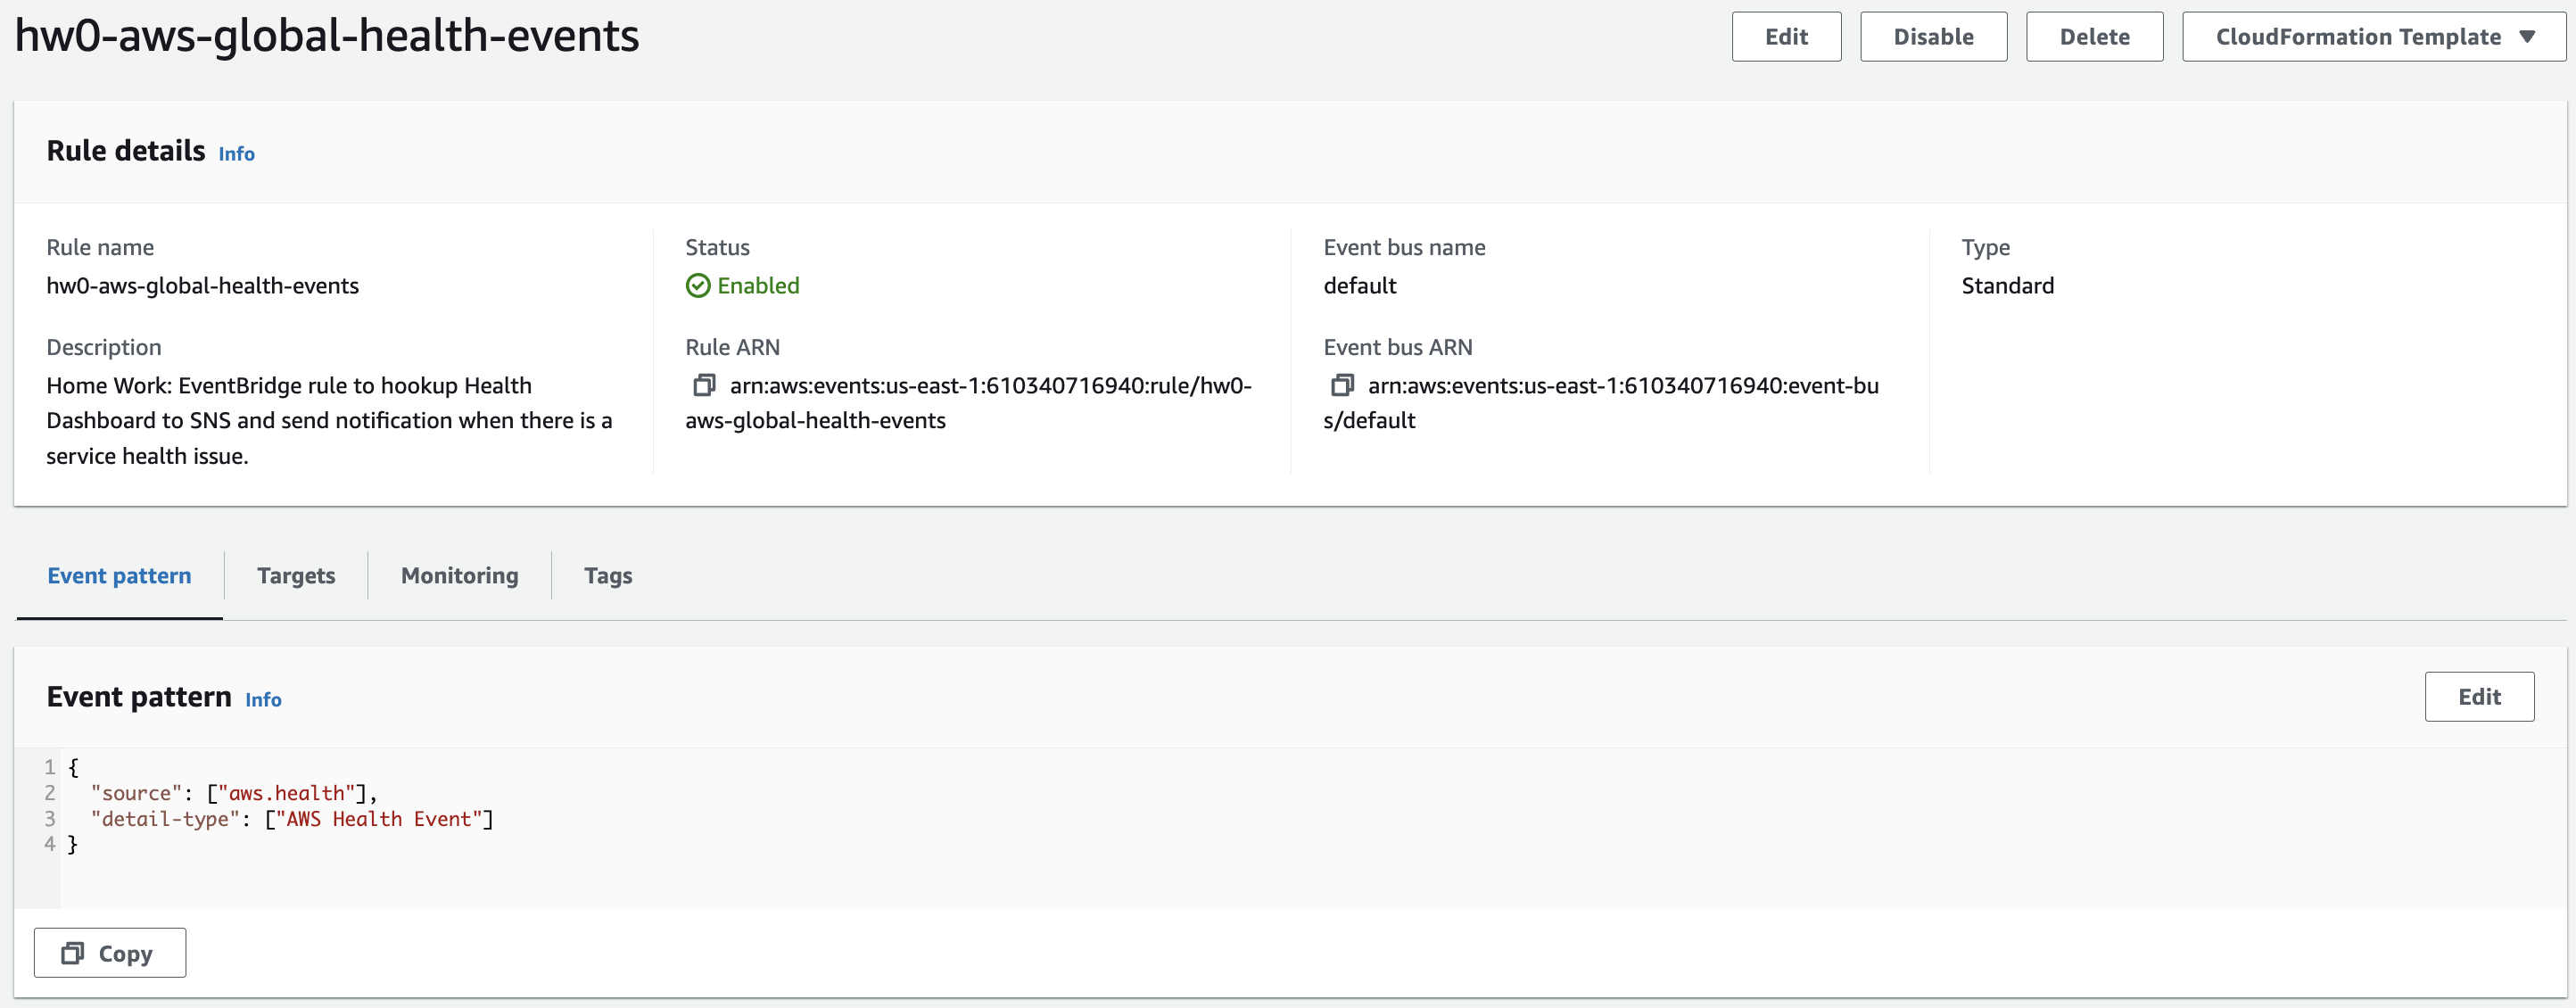 hw0-aws-global-health-events
Edit
Disable
Delete
CloudFormation Template
Rule details Info
Rule name
hw0-aws-global-health-events
Status
Enabled
Event bus name
default
Type
Standard
Description
Home Work: EventBridge rule to hookup Health
Dashboard to SNS and send notification when there is a
service health issue.
Rule ARN
arn:aws:events:us-east-1:610340716940:rule/hw0-
aws-global-health-events
Event bus ARN
arn:aws:events:us-east-1:610340716940:event-bu
s/default
Event pattern
Targets
Monitoring
Tags
Event pattern Info
Edit
1 {
2 "source": ["aws.health"],
3 "detail-type": ["AWS Health Event"]
4 }
Copy